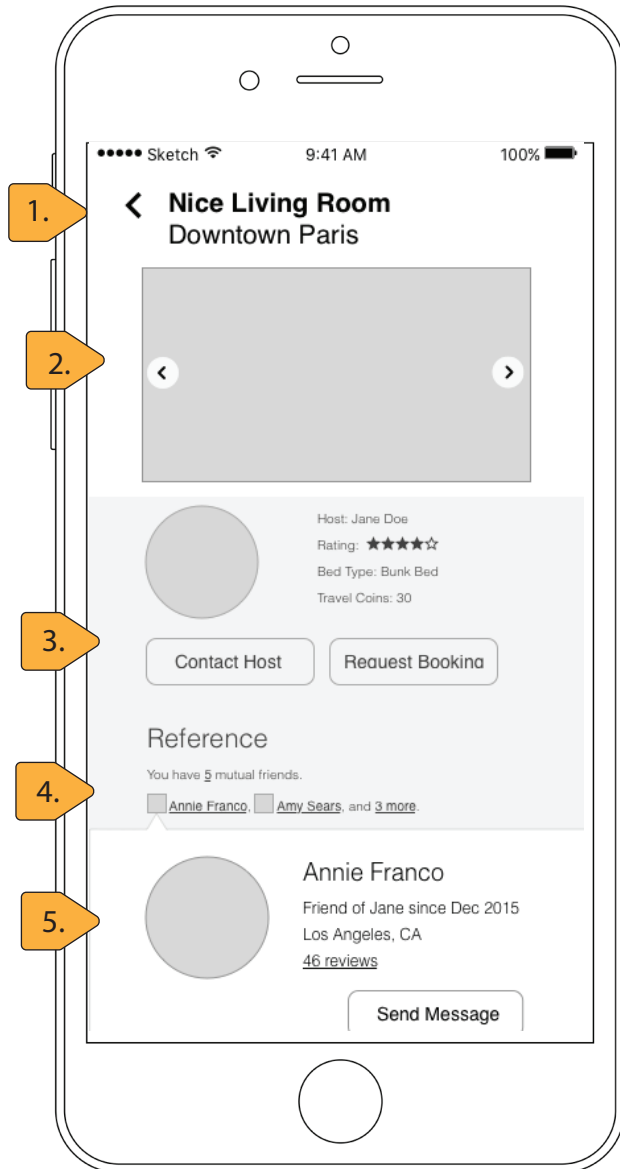 Sketch 9:41 AM 100%
1.
Nice Living Room
Downtown Paris
2.
Host: Jane Doe
Rating: ★★★★☆
Bed Type: Bunk Bed
Travel Coins: 30
3.
Contact Host Request Booking
Reference
You have 5 mutual friends.
4.
Annie Franco, Amy Sears, and 3 more.
Annie Franco
5.
Friend of Jane since Dec 2015
Los Angeles, CA
46 reviews
Send Message